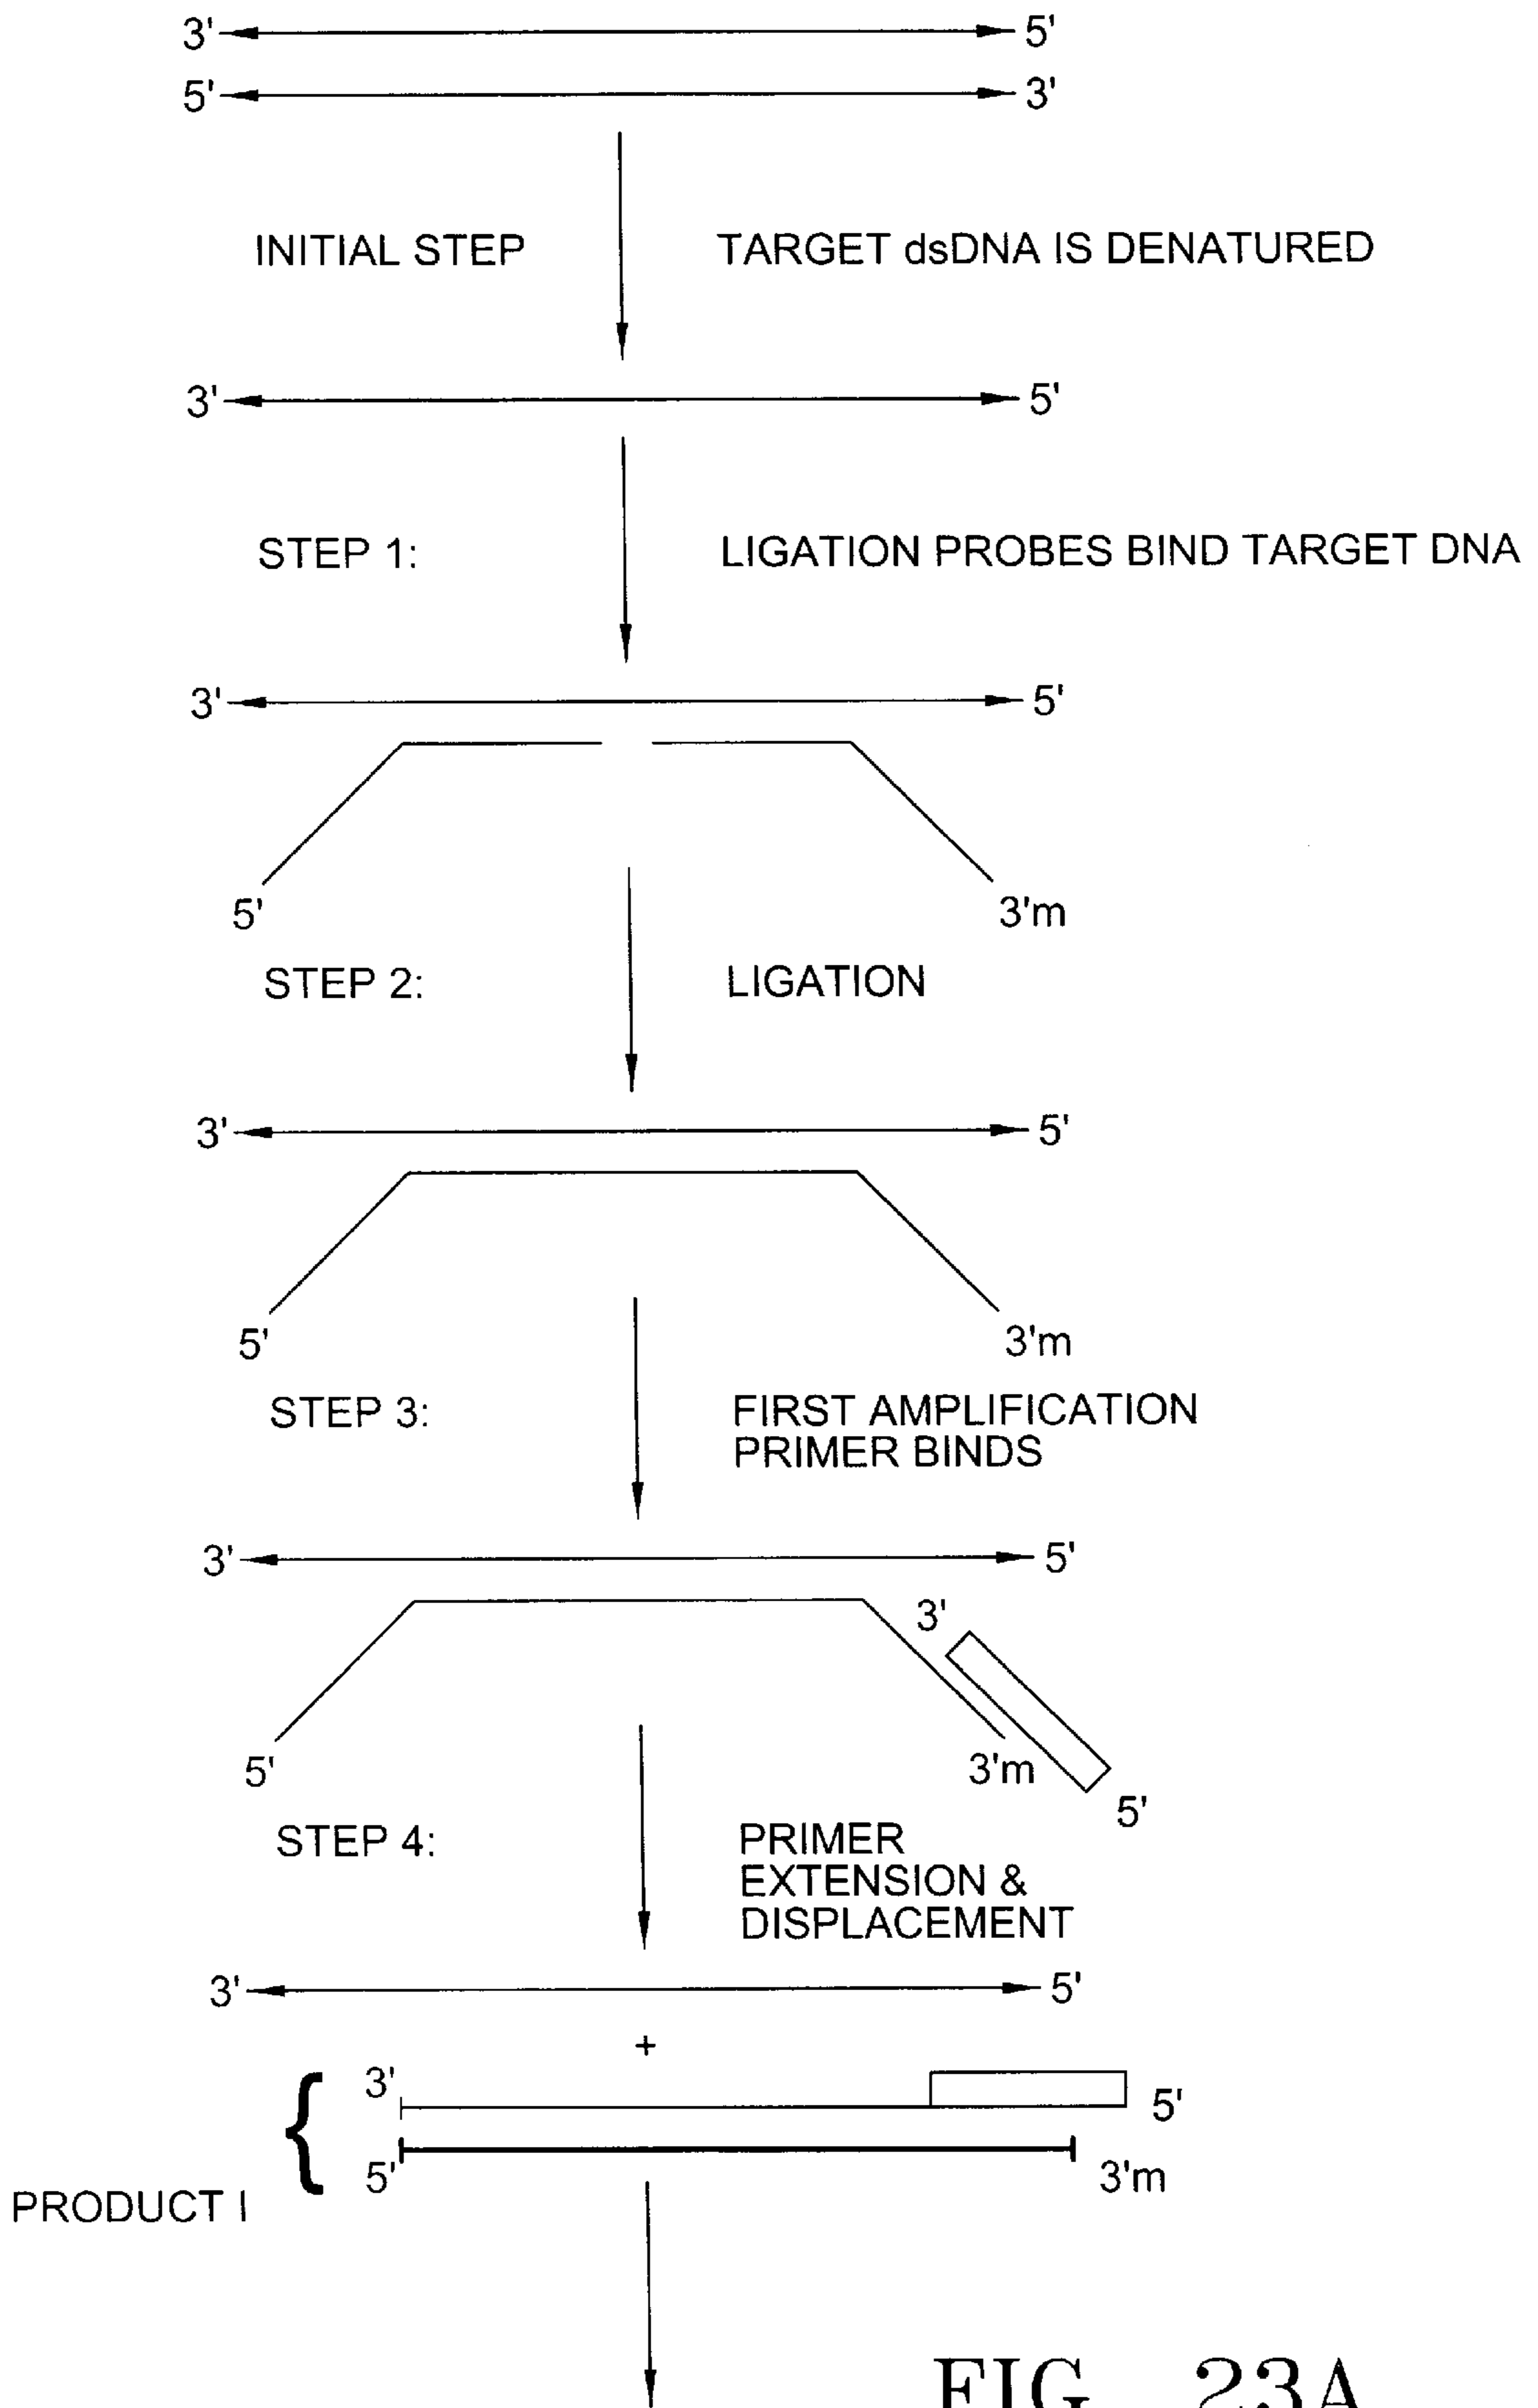 3' 5'
5' 3'
INITIAL STEP TARGET dsDNA IS DENATURED
3' 5'
STEP 1: LIGATION PROBES BIND TARGET DNA
3' 5'
5' 3'm
STEP 2: LIGATION
3' 5'
5' 3'm
STEP 3: FIRST AMPLIFICATION
PRIMER BINDS
3' 5'
3'
5' 3'm
5'
STEP 4: PRIMER
EXTENSION &
DISPLACEMENT
3' 5'
+
3' 5'
5' 3'm
PRODUCT I
FIG. 23A